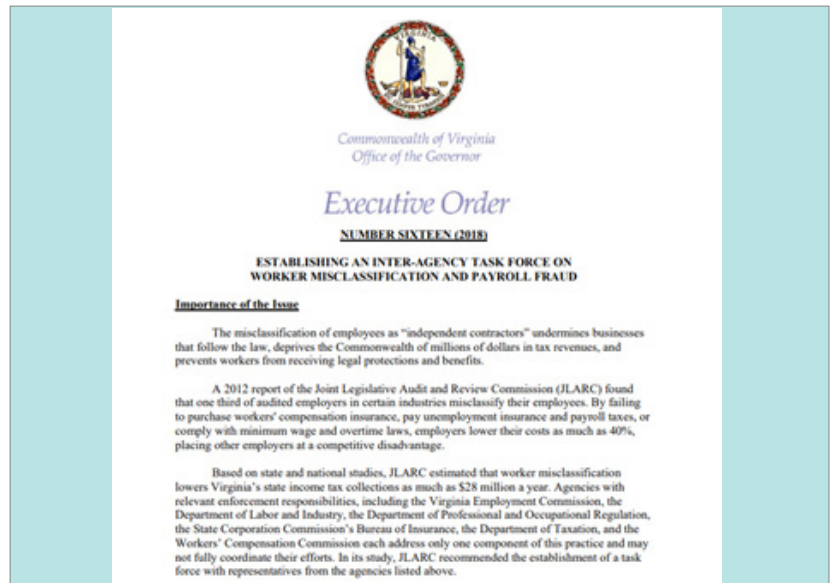 VIRGINIA
Commonwealth of Virginia
Office of the Governor
Executive Order
NUMBER SIXTEEN (2018)
ESTABLISHING AN INTER-AGENCY TASK FORCE ON
WORKER MISCLASSIFICATION AND PAYROLL FRAUD
Importance of the Issue
The misclassification of employees as “independent contractors” undermines businesses
that follow the law, deprives the Commonwealth of millions of dollars in tax revenues, and
prevents workers from receiving legal protections and benefits.
A 2012 report of the Joint Legislative Audit and Review Commission (JLARC) found
that one third of audited employers in certain industries misclassify their employees. By failing
to purchase workers' compensation insurance, pay unemployment insurance and payroll taxes, or
comply with minimum wage and overtime laws, employers lower their costs as much as 40%,
placing other employers at a competitive disadvantage.
Based on state and national studies, JLARC estimated that worker misclassification
lowers Virginia’s state income tax collections as much as $28 million a year. Agencies with
relevant enforcement responsibilities, including the Virginia Employment Commission, the
Department of Labor and Industry, the Department of Professional and Occupational Regulation,
the State Corporation Commission’s Bureau of Insurance, the Department of Taxation, and the
Workers’ Compensation Commission each address only one component of this practice and may
not fully coordinate their efforts. In its study, JLARC recommended the establishment of a task
force with representatives from the agencies listed above.